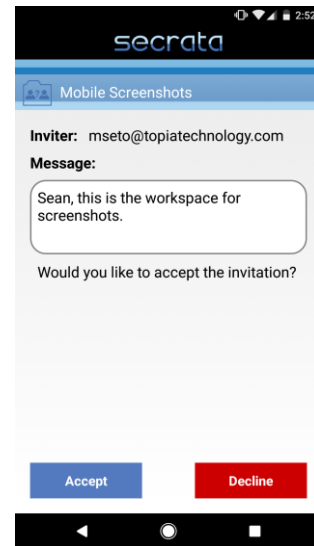 2:52
secrata
Mobile Screenshots
Inviter: mseto@topiatechnology.com
Message:
Sean, this is the workspace for
screenshots.
Would you like to accept the invitation?
Accept Decline